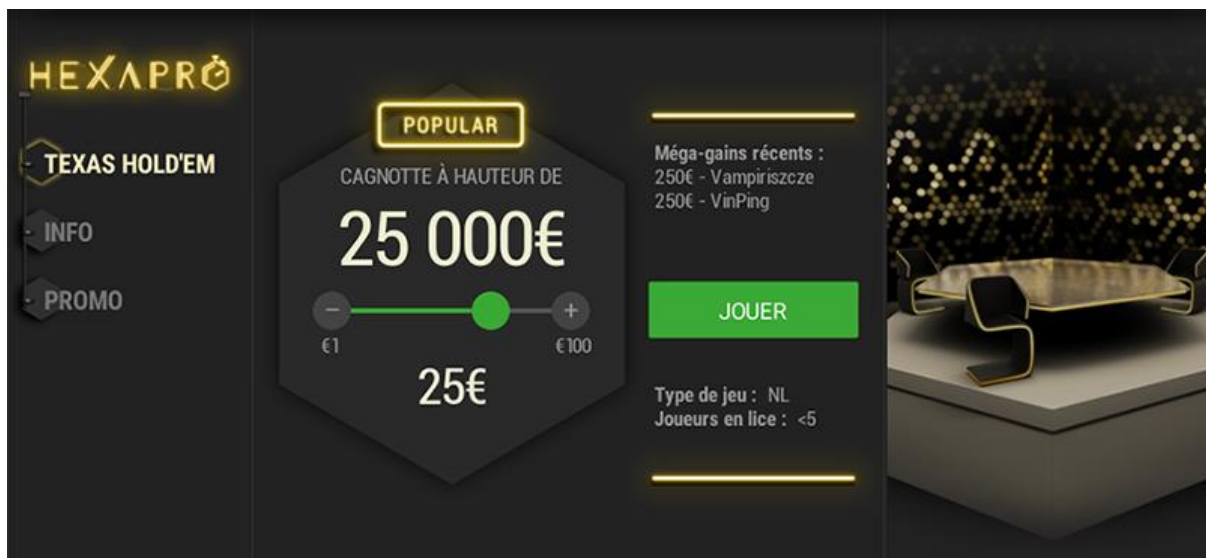 HEXAPRO
TEXAS HOLD'EM
INFO
PROMO
POPULAR
CAGNOTTE À HAUTEUR DE
25 000€
€1
€100
25€
Méga-gains récents :
250€ - Vampiriszcze
250€ - VinPing
JOUER
Type de jeu : NL
Joueurs en lice : <5